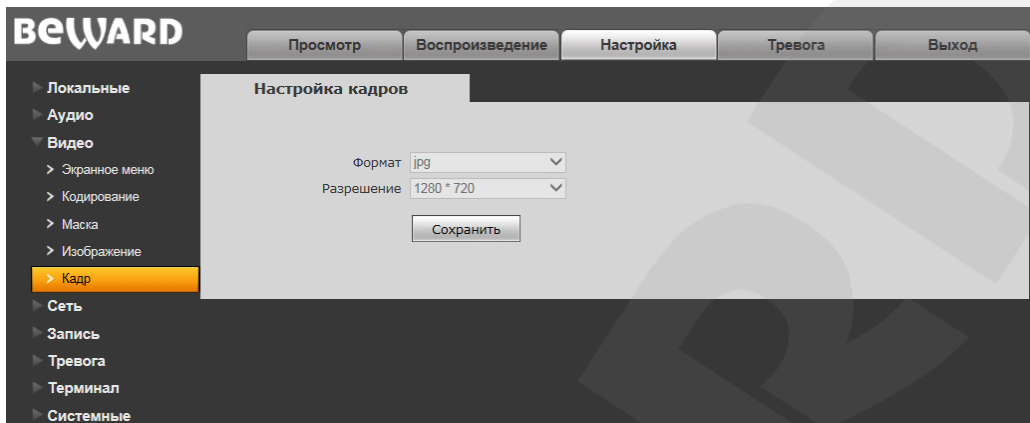 BEWARD
Просмотр Воспроизведение Настройка Тревога Выход
Локальные
Аудио
Видео
Экранное меню
Кодирование
Маска
Изображение
Кадр
Сеть
Запись
Тревога
Терминал
Системные
Настройка кадров
Формат jpg
Разрешение 1280 * 720
Сохранить